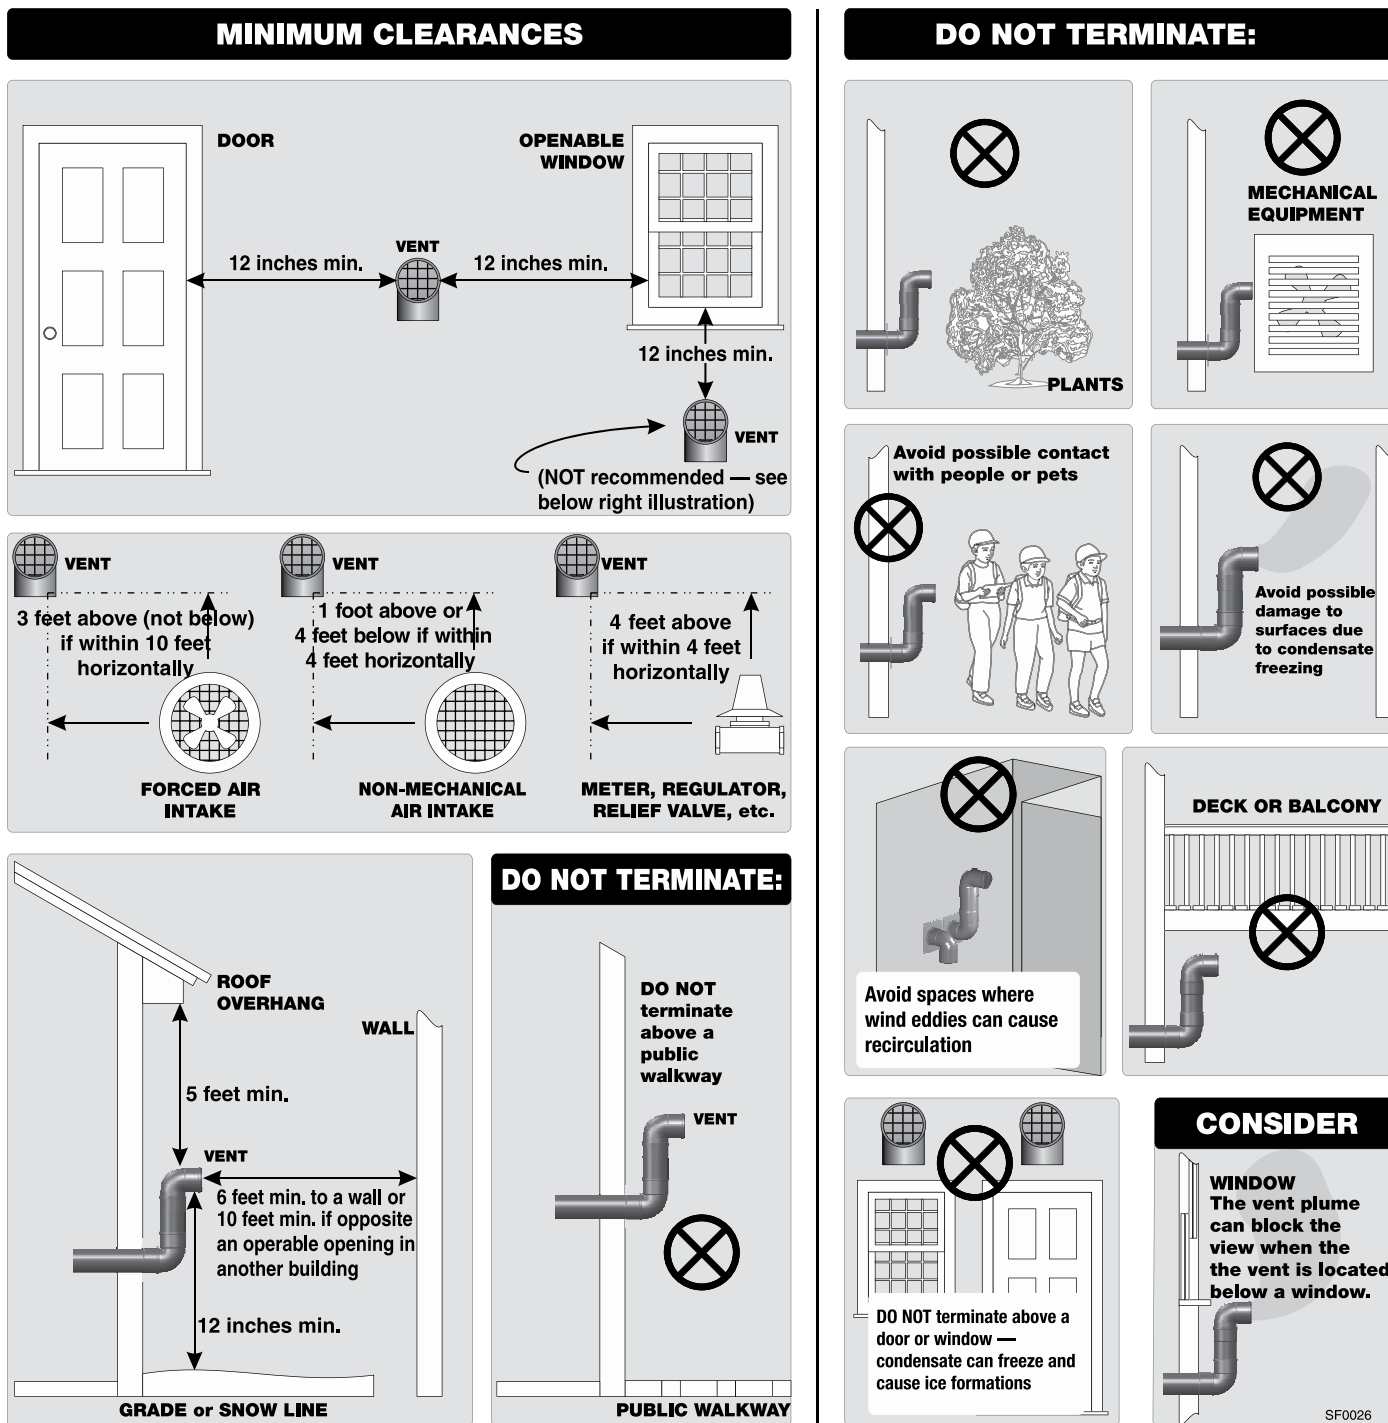 MINIMUM CLEARANCES
DOOR
OPENABLE
WINDOW
VENT
12 inches min.
12 inches min.
12 inches min.
VENT
(NOT recommended — see
below right illustration)
VENT
3 feet above (not below)
if within 10 feet
horizontally
FORCED AIR
INTAKE
VENT
1 foot above or
4 feet below if within
4 feet horizontally
NON-MECHANICAL
AIR INTAKE
VENT
4 feet above
if within 4 feet
horizontally
METER, REGULATOR,
RELIEF VALVE, etc.
ROOF
OVERHANG
WALL
5 feet min.
VENT
6 feet min. to a wall or
10 feet min. if opposite
an operable opening in
another building
12 inches min.
GRADE or SNOW LINE
DO NOT TERMINATE:
DO NOT
terminate
above a
public
walkway
VENT
PUBLIC WALKWAY
DO NOT TERMINATE:
PLANTS
MECHANICAL
EQUIPMENT
Avoid possible contact
with people or pets
Avoid possible
damage to
surfaces due
to condensate
freezing
Avoid spaces where
wind eddies can cause
recirculation
DECK OR BALCONY
DO NOT terminate above a
door or window —
condensate can freeze and
cause ice formations
CONSIDER
WINDOW
The vent plume
can block the
view when the
the vent is located
below a window.
SF0026